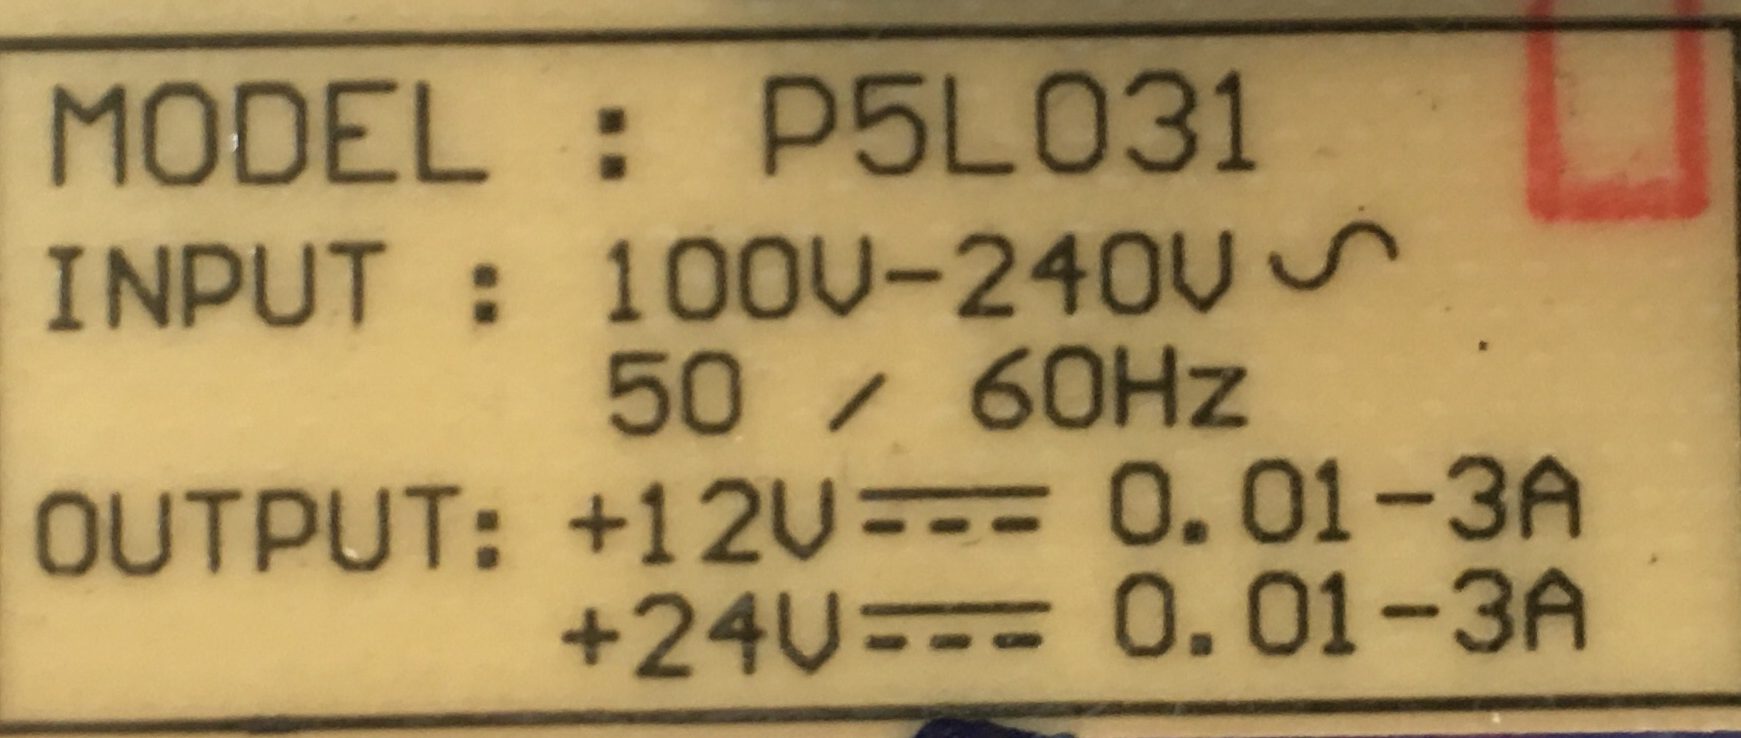 MODEL : P5L031
INPUT : 100V-240V∿
50 / 60Hz
OUTPUT: +12V⎓ 0.01-3A
+24V⎓ 0.01-3A